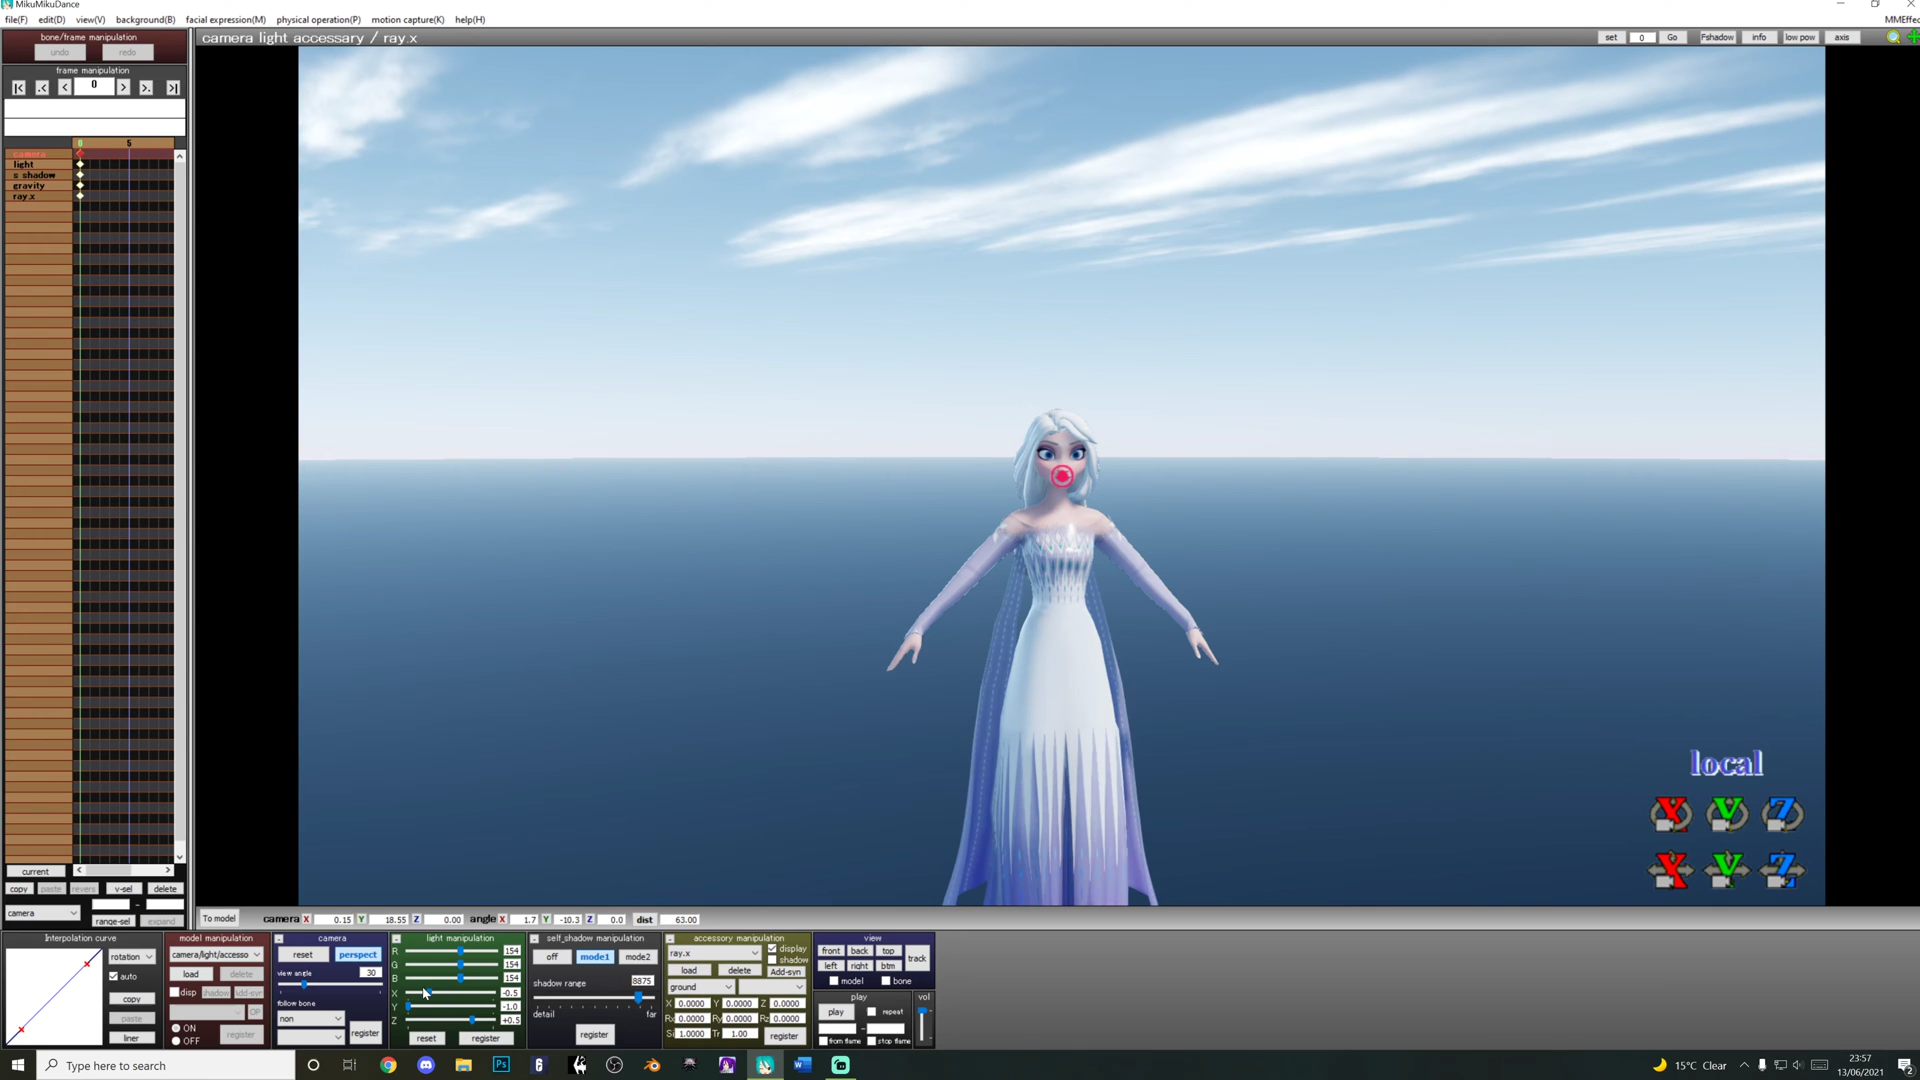 MikuMikuDance
file(F) edit(D) view(V) background(B) facial expression(M) physical operation(P) motion capture(K) help(H)
MMEffec
bone/frame manipulation
undo redo
camera light accessary / ray.x
set 0 Go Fshadow info low pow axis
frame manipulation
|< .< < 0 > >. >|
0 5
camera
light
s shadow
gravity
ray.x
local
X Y Z
X Y Z
current
copy paste revers v-sel delete
camera
range-sel expand
To model camera X 0.15 Y 18.55 Z 0.00 angle X 1.7 Y -10.3 Z 0.0 dist 63.00
Interpolation curve
rotation
auto
copy
paste
liner
model manipulation
camera/light/accesso
load delete
disp shadow Add-syn
OP
ON
OFF
register
camera
reset perspect
view angle 30
follow bone
non
register
light manipulation
R 154
G 154
B 154
X -0.5
Y -1.0
Z +0.5
reset register
self_shadow manipulation
off mode1 mode2
shadow range 8875
detail far
register
accessory manipulation
ray.x display
shadow
load delete Add-syn
ground
X 0.0000 Y 0.0000 Z 0.0000
Rx 0.0000 Ry 0.0000 Rz 0.0000
Si 1.0000 Tr 1.00 register
view
front back top
left right btm
track
model bone
play
play repeat
from flame stop flame
vol
Type here to search
15°C Clear
23:57
13/06/2021
2